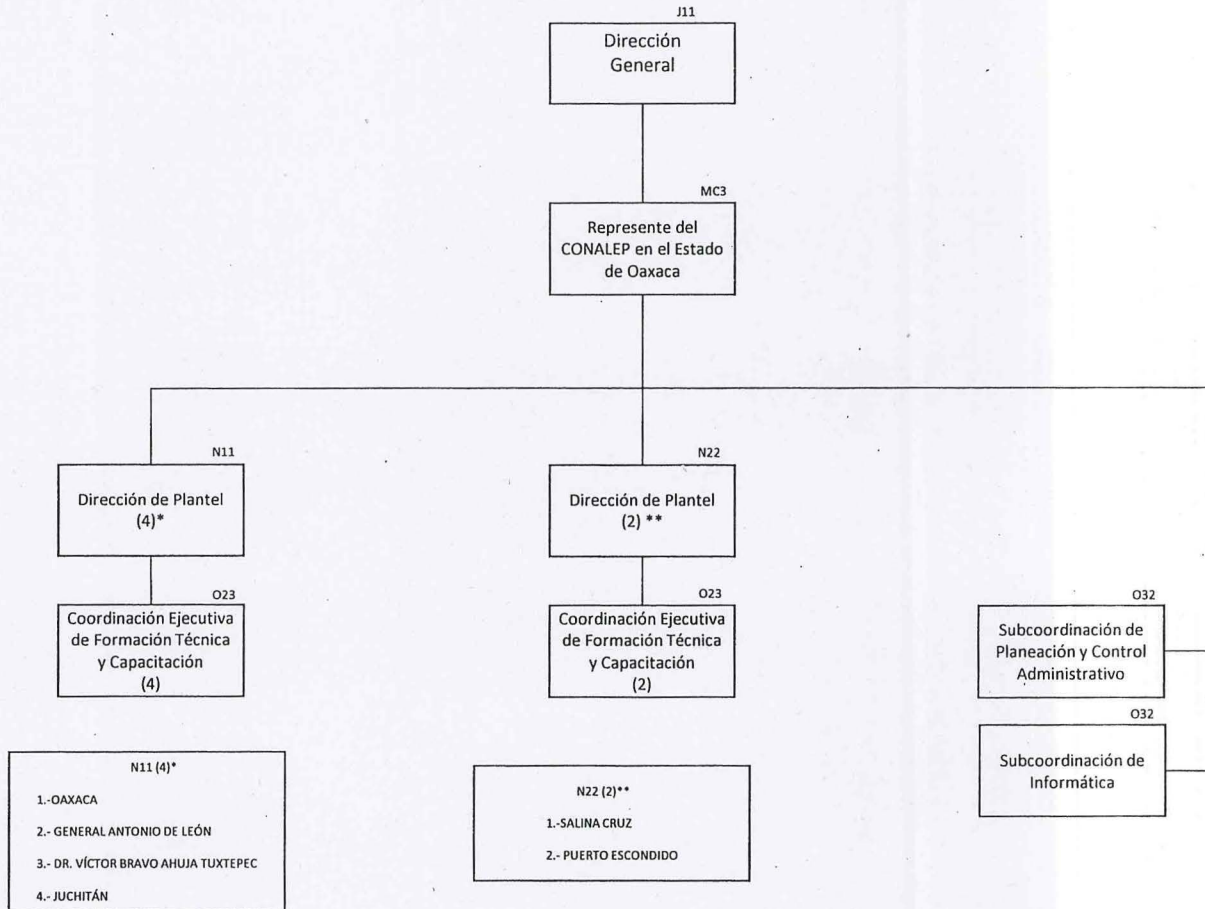 J11
Dirección
General
MC3
Represente del
CONALEP en el Estado
de Oaxaca
N11
Dirección de Plantel
(4)*
N22
Dirección de Plantel
(2) **
O23
Coordinación Ejecutiva
de Formación Técnica
y Capacitación
(4)
O23
Coordinación Ejecutiva
de Formación Técnica
y Capacitación
(2)
O32
Subcoordinación de
Planeación y Control
Administrativo
O32
Subcoordinación de
Informática
N11 (4)*
1.-OAXACA
2.- GENERAL ANTONIO DE LEÓN
3.- DR. VÍCTOR BRAVO AHUJA TUXTEPEC
4.- JUCHITÁN
N22 (2)**
1.-SALINA CRUZ
2.- PUERTO ESCONDIDO